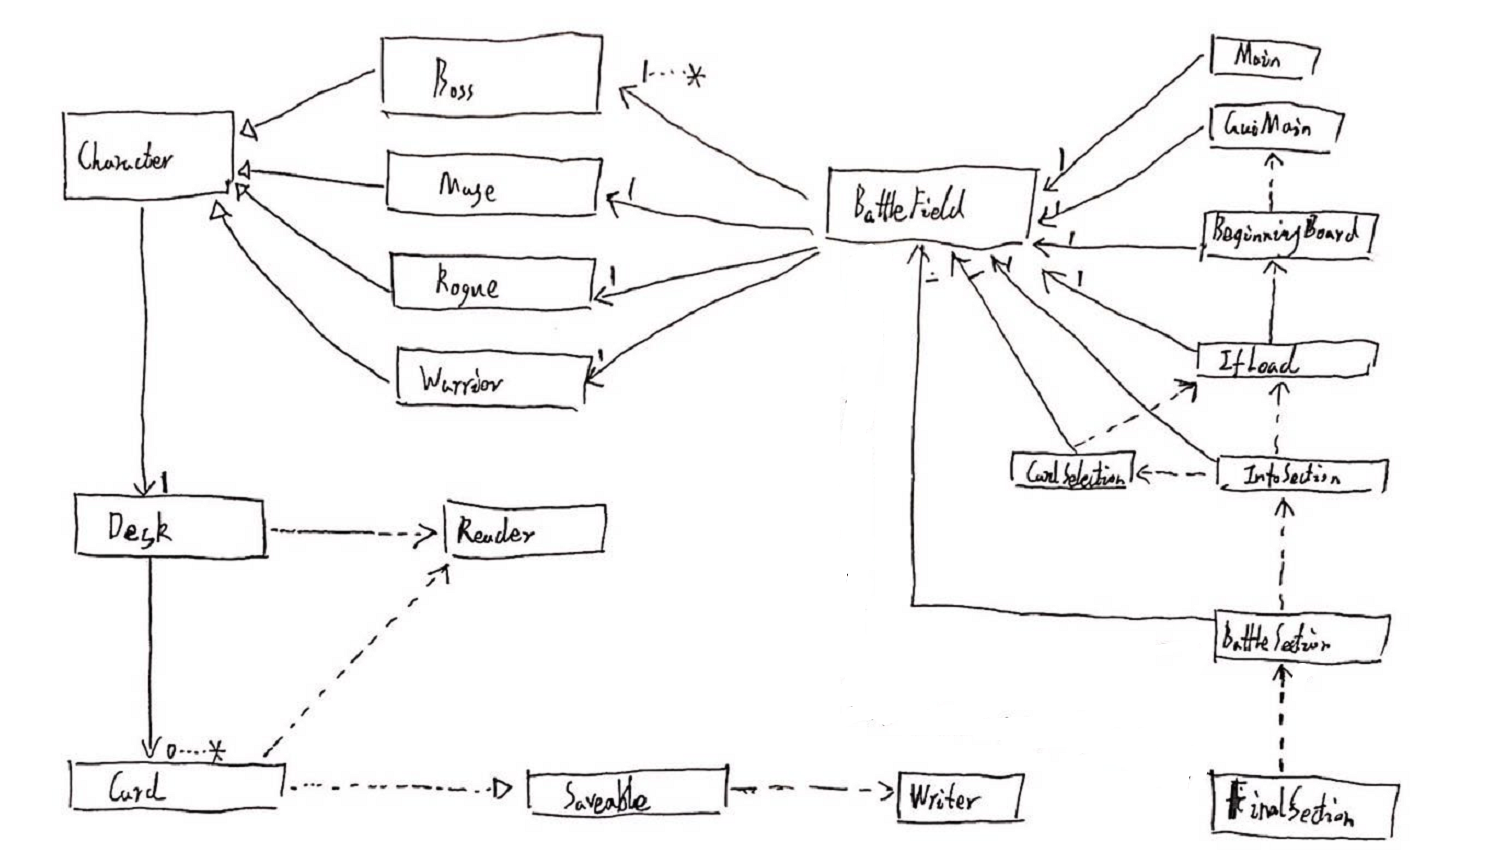 Main
Boss
1....*
GuiMain
Character
1
Mage
1
BattleField
1
BeginningBoard
1
Rogue
1
1
IfLoad
Warrior
1
CardSelection
InfoSection
1
Desk
Reader
BattleSection
0....*
Card
Saveable
Writer
FinalSection